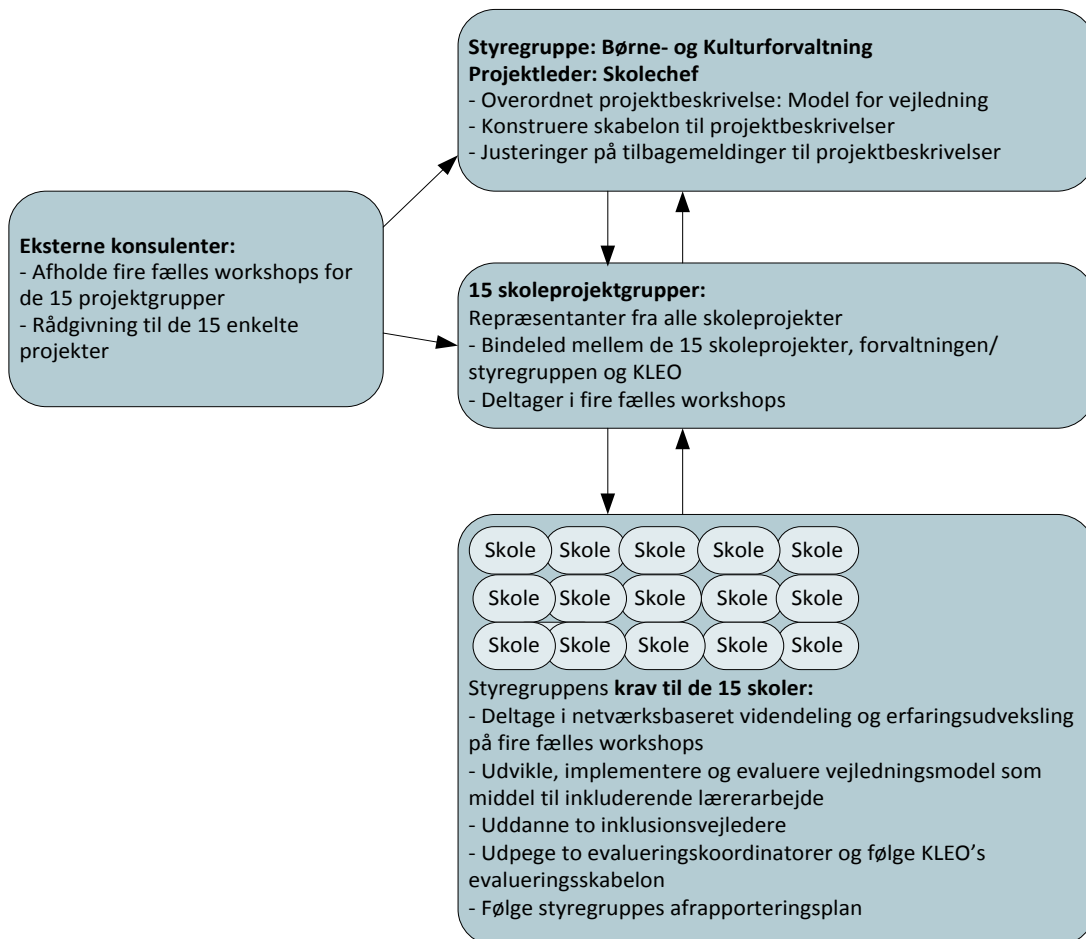 Styregruppe: Børne- og Kulturforvaltning
Projektleder: Skolechef
- Overordnet projektbeskrivelse: Model for vejledning
- Konstruere skabelon til projektbeskrivelser
- Justeringer på tilbagemeldinger til projektbeskrivelser
Eksterne konsulenter:
- Afholde fire fælles workshops for
de 15 projektgrupper
- Rådgivning til de 15 enkelte
projekter
15 skoleprojektgrupper:
Repræsentanter fra alle skoleprojekter
- Bindeled mellem de 15 skoleprojekter, forvaltningen/
styregruppen og KLEO
- Deltager i fire fælles workshops
Skole Skole Skole Skole Skole
Skole Skole Skole Skole Skole
Skole Skole Skole Skole Skole
Styregruppens krav til de 15 skoler:
- Deltage i netværksbaseret videndeling og erfaringsudveksling
på fire fælles workshops
- Udvikle, implementere og evaluere vejledningsmodel som
middel til inkluderende lærerarbejde
- Uddanne to inklusionsvejledere
- Udpege to evalueringskoordinatorer og følge KLEO's
evalueringsskabelon
- Følge styregruppes afrapporteringsplan